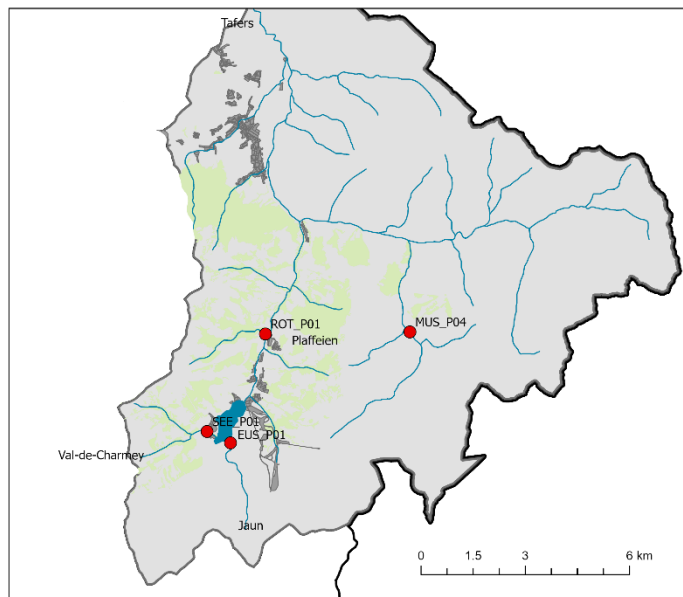 Tafers
ROT_P01
Plaffeien
MUS_P04
SEE_P01
EUS_P01
Val-de-Charmey
Jaun
0 1.5 3 6 km